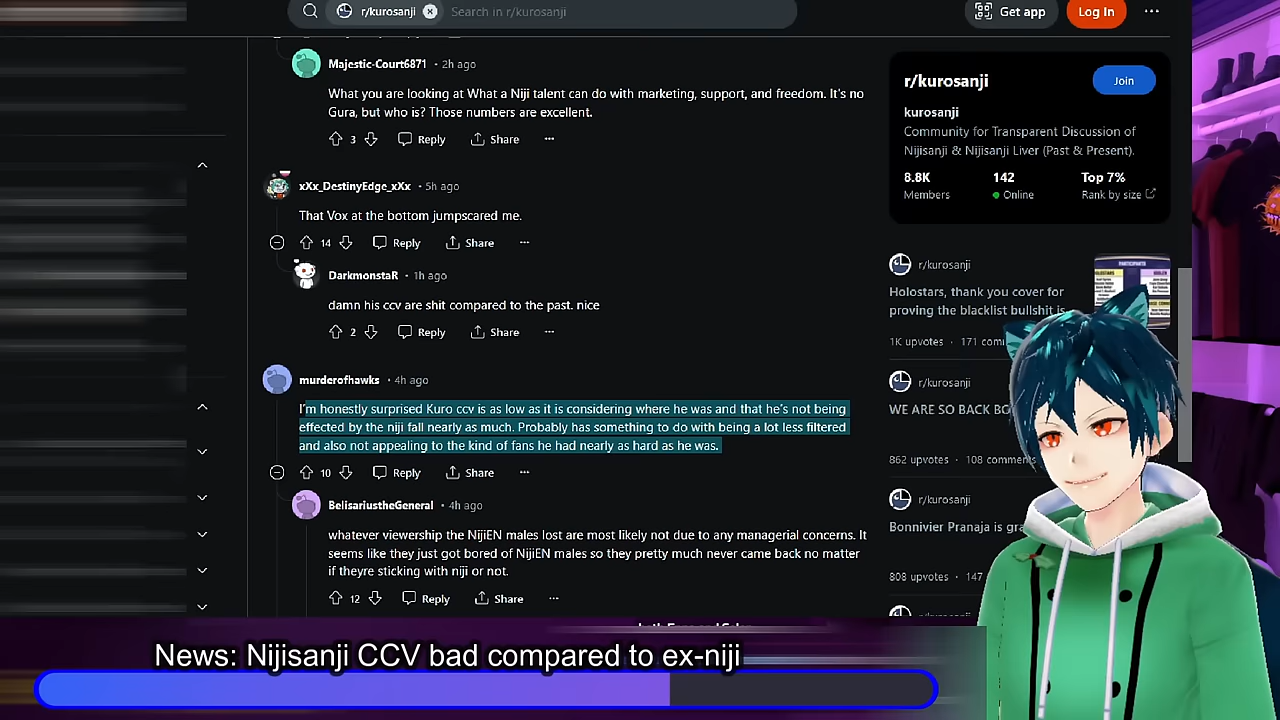 r/kurosanji
Search in r/kurosanji
Get app
Log In
Majestic-Court6871 • 2h ago
What you are looking at What a Niji talent can do with marketing, support, and freedom. It's no
Gura, but who is? Those numbers are excellent.
3
Reply
Share
xXx_DestinyEdge_xXx • 5h ago
That Vox at the bottom jumpscared me.
14
Reply
Share
DarkmonstaR • 1h ago
damn his ccv are shit compared to the past. nice
2
Reply
Share
murderofhawks • 4h ago
I'm honestly surprised Kuro ccv is as low as it is considering where he was and that he's not being
effected by the niji fall nearly as much. Probably has something to do with being a lot less filtered
and also not appealing to the kind of fans he had nearly as hard as he was.
10
Reply
Share
BelisariustheGeneral • 4h ago
whatever viewership the NijiEN males lost are most likely not due to any managerial concerns. It
seems like they just got bored of NijiEN males so they pretty much never came back no matter
if theyre sticking with niji or not.
12
Reply
Share
r/kurosanji
Join
kurosanji
Community for Transparent Discussion of
Nijisanji & Nijisanji Liver (Past & Present).
8.8K
142
Top 7%
Members
Online
Rank by size
r/kurosanji
Holostars, thank you cover for
proving the blacklist bullshit is
1K upvotes • 171
r/kurosanji
WE ARE SO BACK
862 upvotes • 108 comments
r/kurosanji
Bonnivier Pranaja is
808 upvotes • 147
News: Nijisanji CCV bad compared to ex-niji